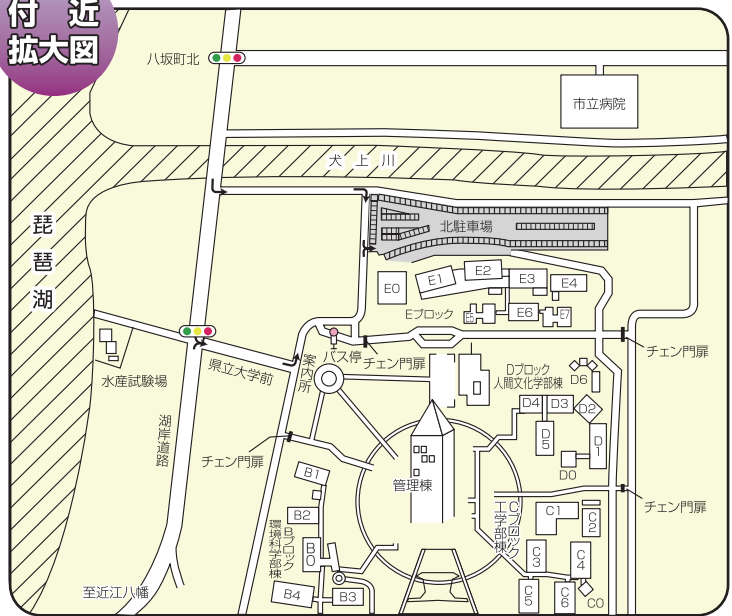 付近
拡大図
八坂町北
市立病院
犬上川
琵琶湖
北駐車場
E0
E1
E2
E3
E4
Eブロック
E5
E6
E7
バス停
チェン門扉
チェン門扉
案内所
県立大学前
水産試験場
湖岸道路
Dブロック
人間文化学部棟
D6
D4
D3
D2
D5
D1
D0
チェン門扉
管理棟
チェン門扉
B1
B2
Bブロック
環境科学部棟
B0
B4
B3
Cブロック
工学部棟
C1
C2
C3
C4
C5
C6
C0
至近江八幡